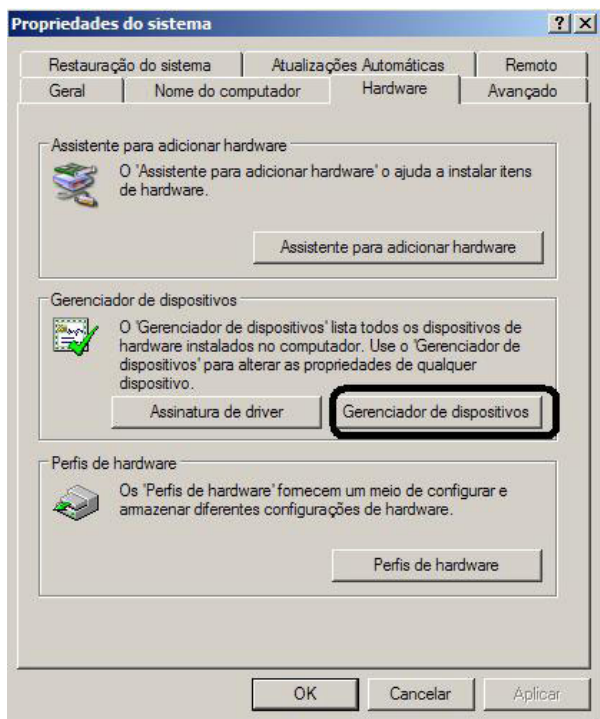 Propriedades do sistema
Restauração do sistema
Atualizações Automáticas
Remoto
Geral
Nome do computador
Hardware
Avançado
Assistente para adicionar hardware
O 'Assistente para adicionar hardware' o ajuda a instalar itens
de hardware.
Assistente para adicionar hardware
Gerenciador de dispositivos
O 'Gerenciador de dispositivos' lista todos os dispositivos de
hardware instalados no computador. Use o 'Gerenciador de
dispositivos' para alterar as propriedades de qualquer
dispositivo.
Assinatura de driver
Gerenciador de dispositivos
Perfis de hardware
Os 'Perfis de hardware' fornecem um meio de configurar e
armazenar diferentes configurações de hardware.
Perfis de hardware
OK
Cancelar
Aplicar